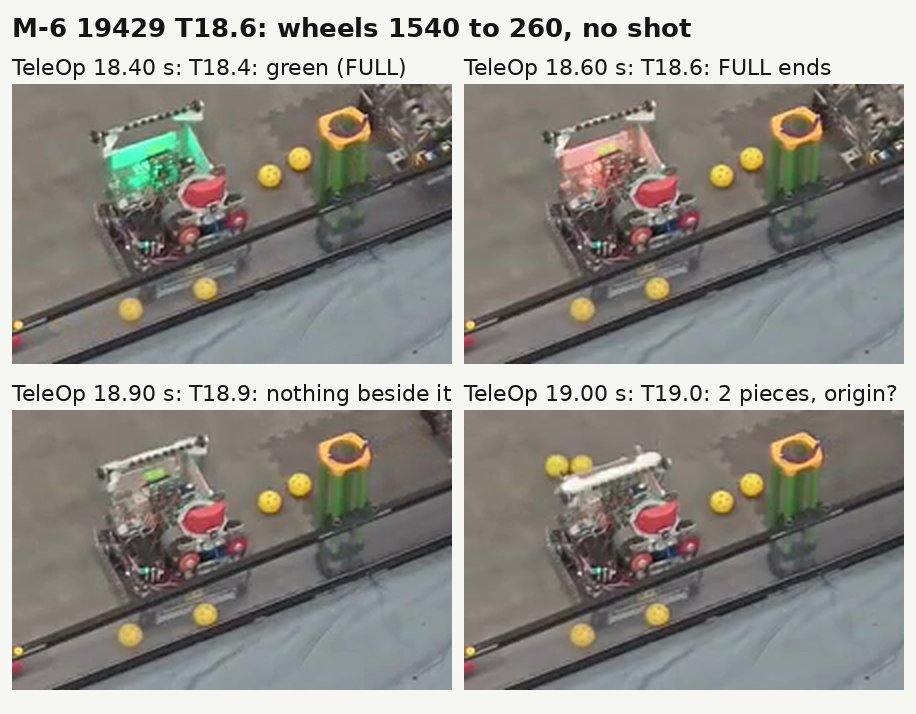 M-6 19429 T18.6: wheels 1540 to 260, no shot
TeleOp 18.40 s: T18.4: green (FULL)
TeleOp 18.60 s: T18.6: FULL ends
TeleOp 18.90 s: T18.9: nothing beside it
TeleOp 19.00 s: T19.0: 2 pieces, origin?